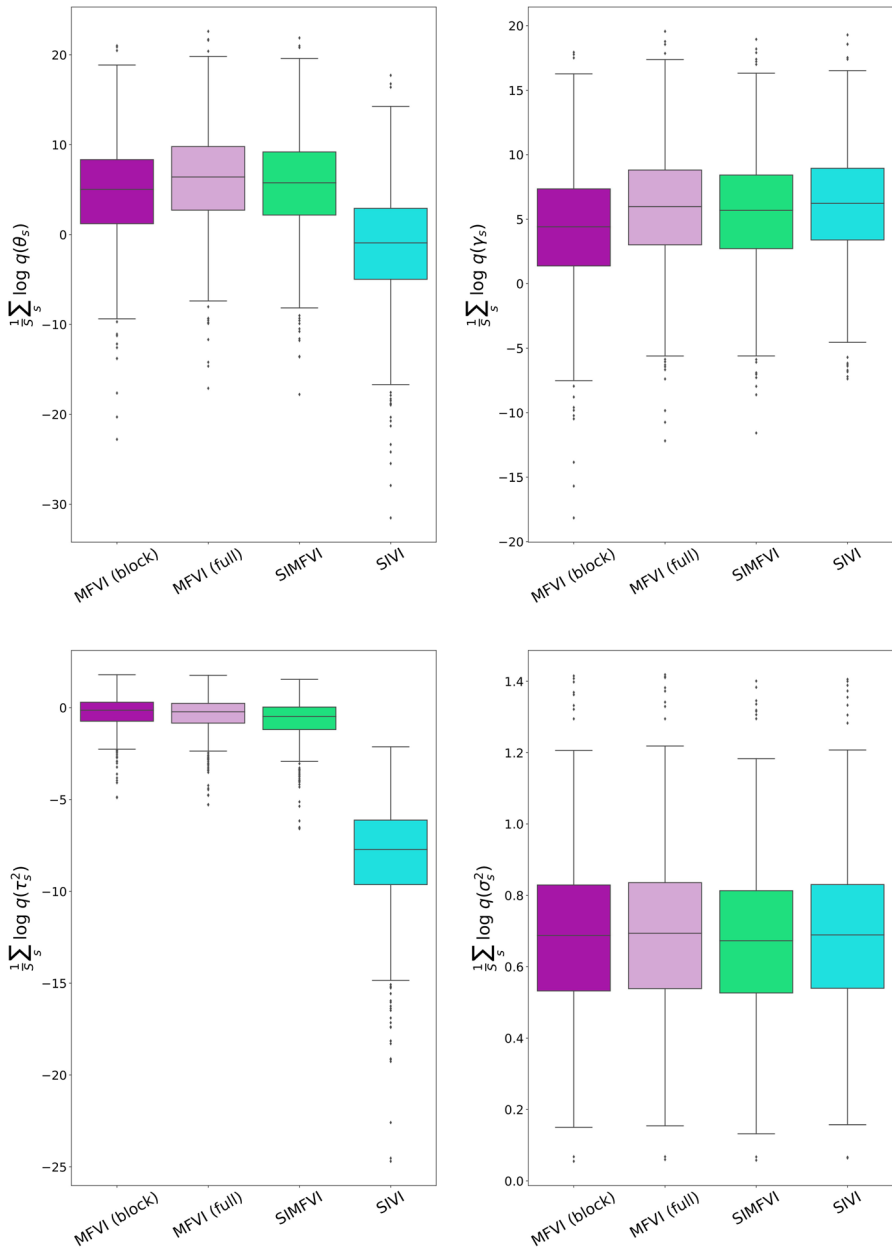 20
10
0
−10
−20
−30
1/S ∑_s log q(θ_s)
MFVI (block)
MFVI (full)
SIMFVI
SIVI
20
15
10
5
0
−5
−10
−15
−20
1/S ∑_s log q(γ_s)
MFVI (block)
MFVI (full)
SIMFVI
SIVI
0
−5
−10
−15
−20
−25
1/S ∑_s log q(τ_s^2)
MFVI (block)
MFVI (full)
SIMFVI
SIVI
1.4
1.2
1.0
0.8
0.6
0.4
0.2
0.0
1/S ∑_s log q(σ_s^2)
MFVI (block)
MFVI (full)
SIMFVI
SIVI